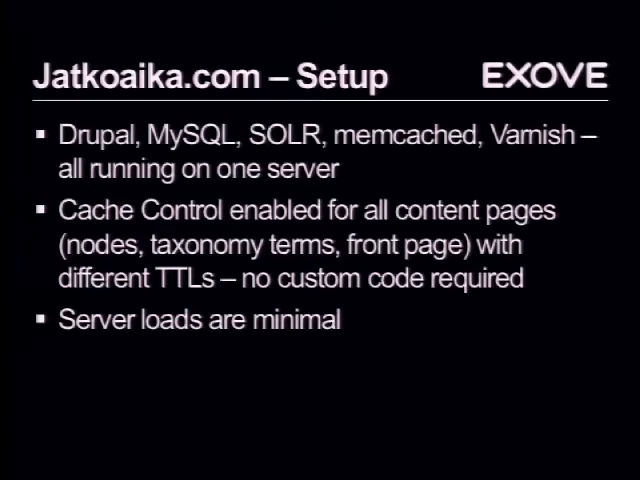 Jatkoaika.com – Setup
EXOVE
▪ Drupal, MySQL, SOLR, memcached, Varnish –
all running on one server
▪ Cache Control enabled for all content pages
(nodes, taxonomy terms, front page) with
different TTLs – no custom code required
▪ Server loads are minimal